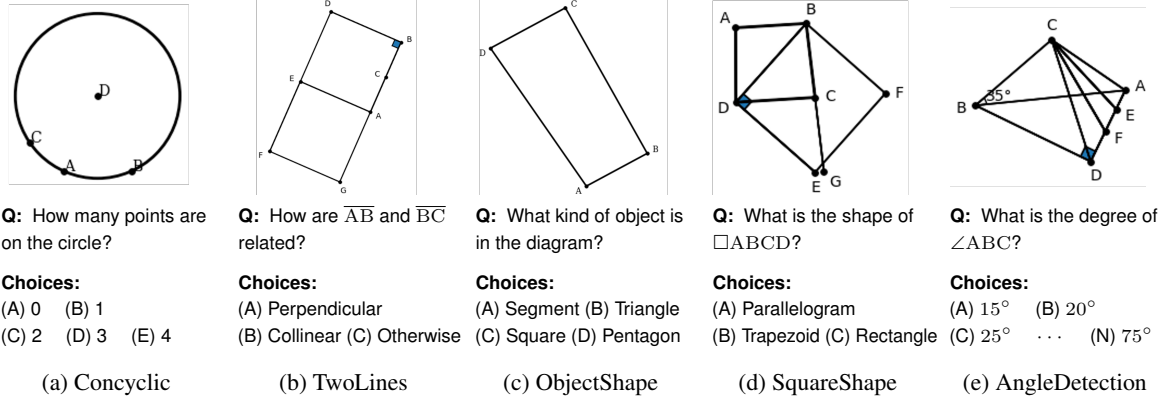 D
C
A
B
Q: How many points are
on the circle?
Choices:
(A) 0 (B) 1
(C) 2 (D) 3 (E) 4
(a) Concyclic
D
B
C
E
A
F
G
Q: How are AB and BC
related?
Choices:
(A) Perpendicular
(B) Collinear (C) Otherwise
(b) TwoLines
C
D
B
A
Q: What kind of object is
in the diagram?
Choices:
(A) Segment (B) Triangle
(C) Square (D) Pentagon
(c) ObjectShape
B
A
F
C
D
E G
Q: What is the shape of
□ABCD?
Choices:
(A) Parallelogram
(B) Trapezoid (C) Rectangle
(d) SquareShape
C
A
35°
B
E
F
D
Q: What is the degree of
∠ABC?
Choices:
(A) 15° (B) 20°
(C) 25° ··· (N) 75°
(e) AngleDetection